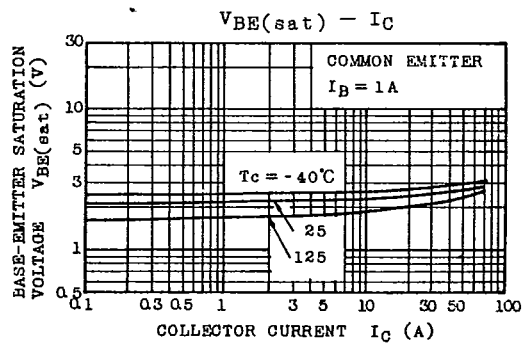 VBE(sat) – IC
BASE-EMITTER SATURATION
VOLTAGE VBE(sat) (V)
30
10
5
3
1
0.5
COMMON EMITTER
IB = 1A
Tc = -40℃
25
125
0.1 0.3 0.5 1 3 5 10 30 50 100
COLLECTOR CURRENT IC (A)